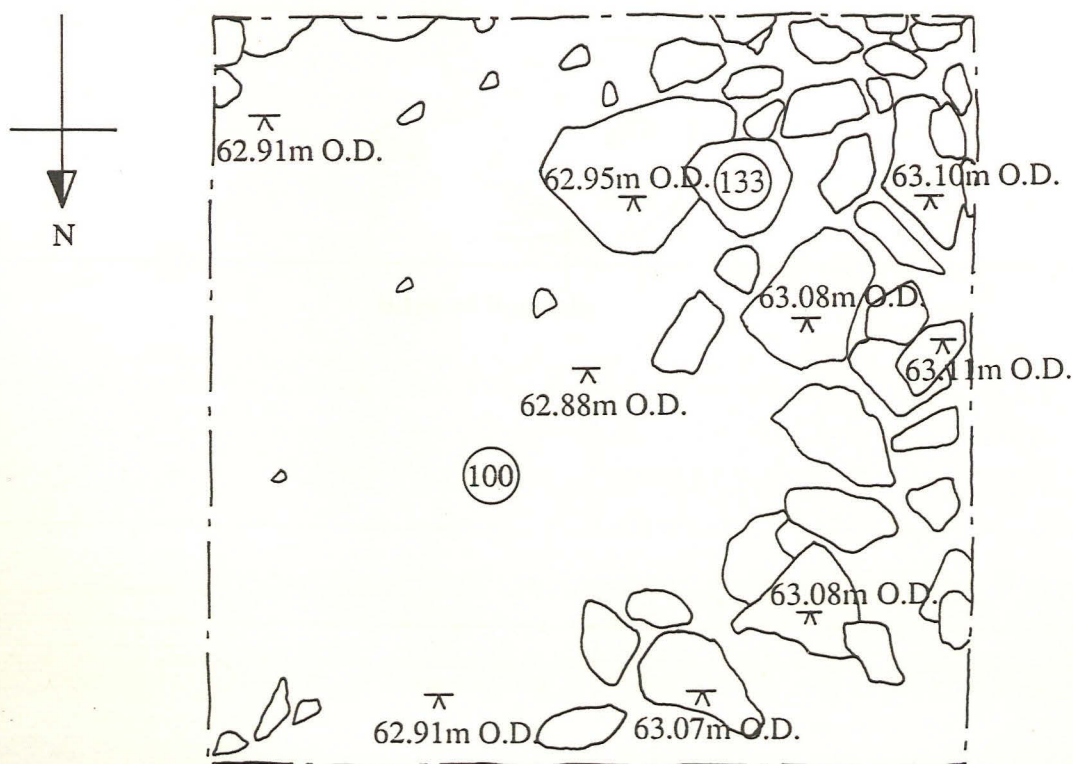 62.91m O.D.
62.95m O.D.
133
63.10m O.D.
N
63.08m O.D.
63.11m O.D.
62.88m O.D.
100
63.08m O.D.
62.91m O.D.
63.07m O.D.